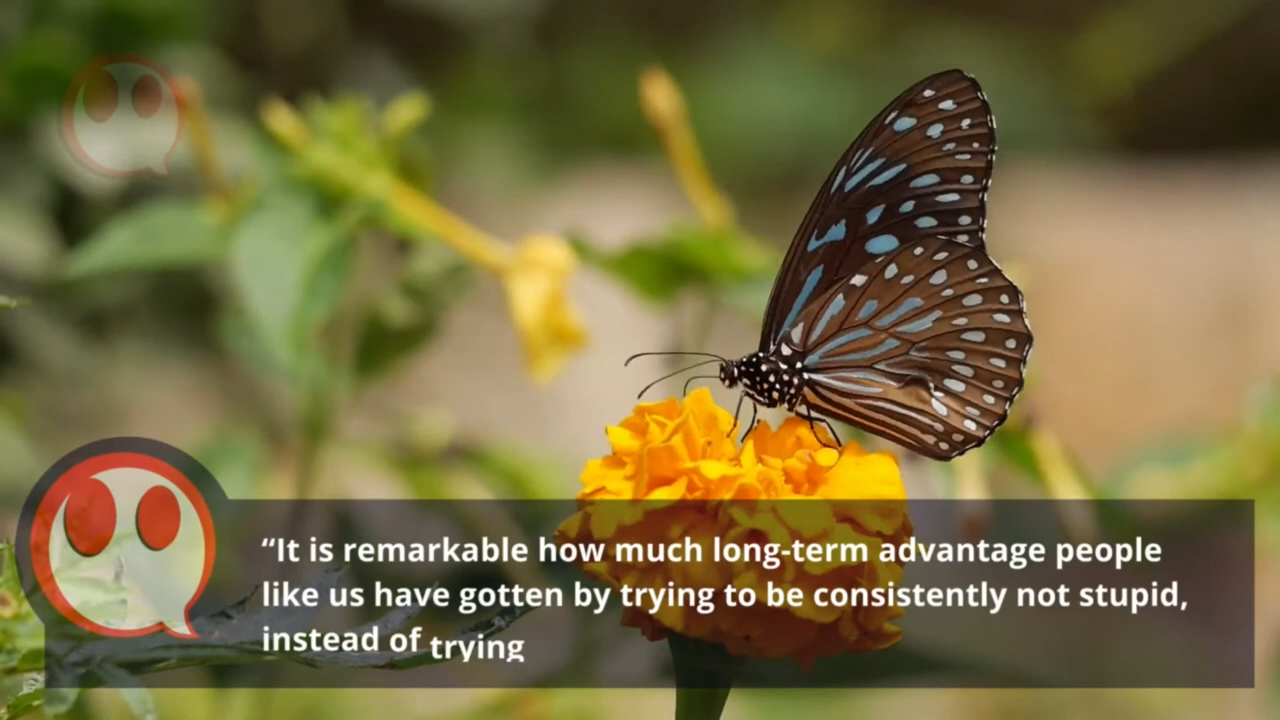 “It is remarkable how much long-term advantage people
like us have gotten by trying to be consistently not stupid,
instead of trying